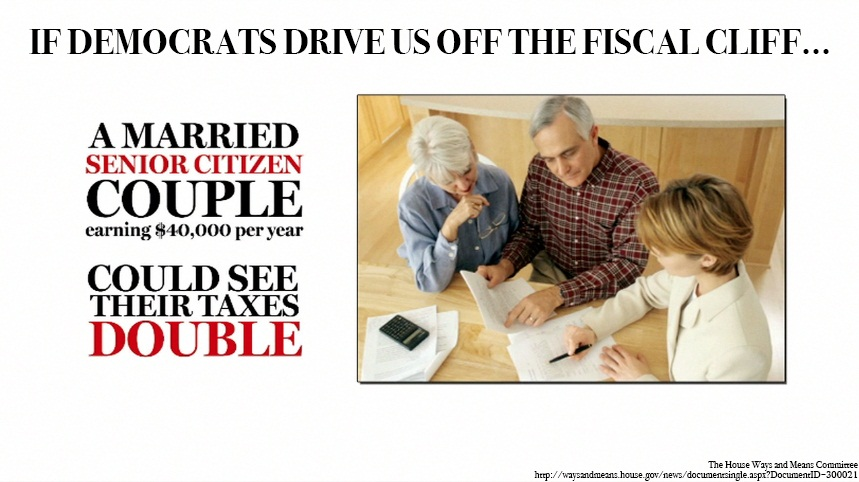 IF DEMOCRATS DRIVE US OFF THE FISCAL CLIFF...
A MARRIED
SENIOR CITIZEN
COUPLE
earning $40,000 per year
COULD SEE
THEIR TAXES
DOUBLE
The House Ways and Means Committee
http://waysandmeans.house.gov/news/documentsingle.aspx?DocumentID=300021